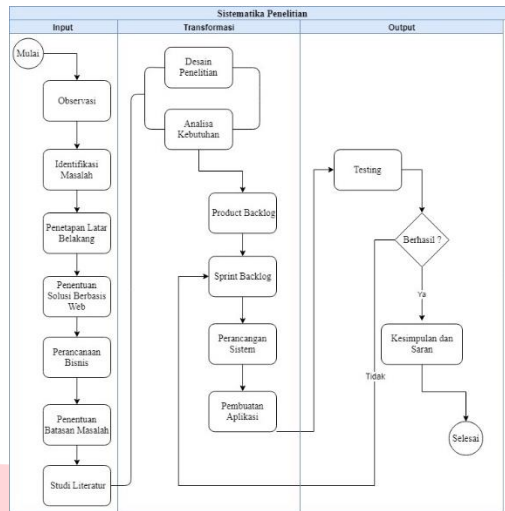 Sistematika Penelitian
Input
Transformasi
Output
Mulai
Observasi
Identifikasi
Masalah
Penetapan Latar
Belakang
Penentuan
Solusi Berbasis
Web
Perancanaan
Bisnis
Penentuan
Batasan Masalah
Studi Literatur
Desain
Penelitian
Analisa
Kebutuhan
Product Backlog
Sprint Backlog
Perancangan
Sistem
Pembuatan
Aplikasi
Testing
Berhasil ?
Ya
Tidak
Kesimpulan dan
Saran
Selesai